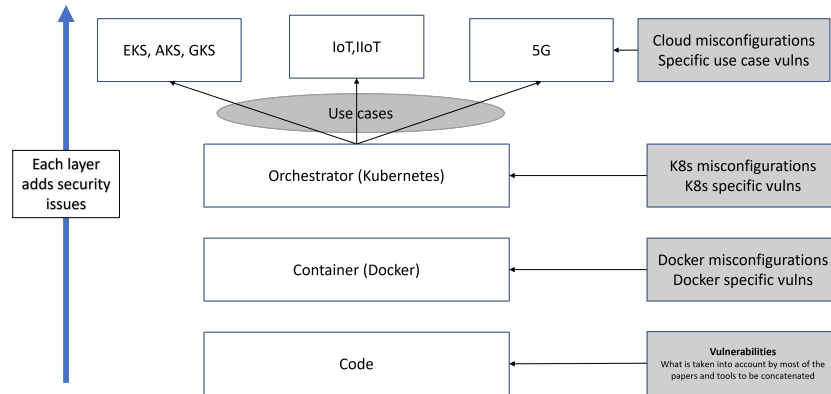 EKS, AKS, GKS
IoT,IIoT
5G
Cloud misconfigurations
Specific use case vulns
Use cases
Each layer
adds security
issues
Orchestrator (Kubernetes)
K8s misconfigurations
K8s specific vulns
Container (Docker)
Docker misconfigurations
Docker specific vulns
Code
Vulnerabilities
What is taken into account by most of the
papers and tools to be concatenated